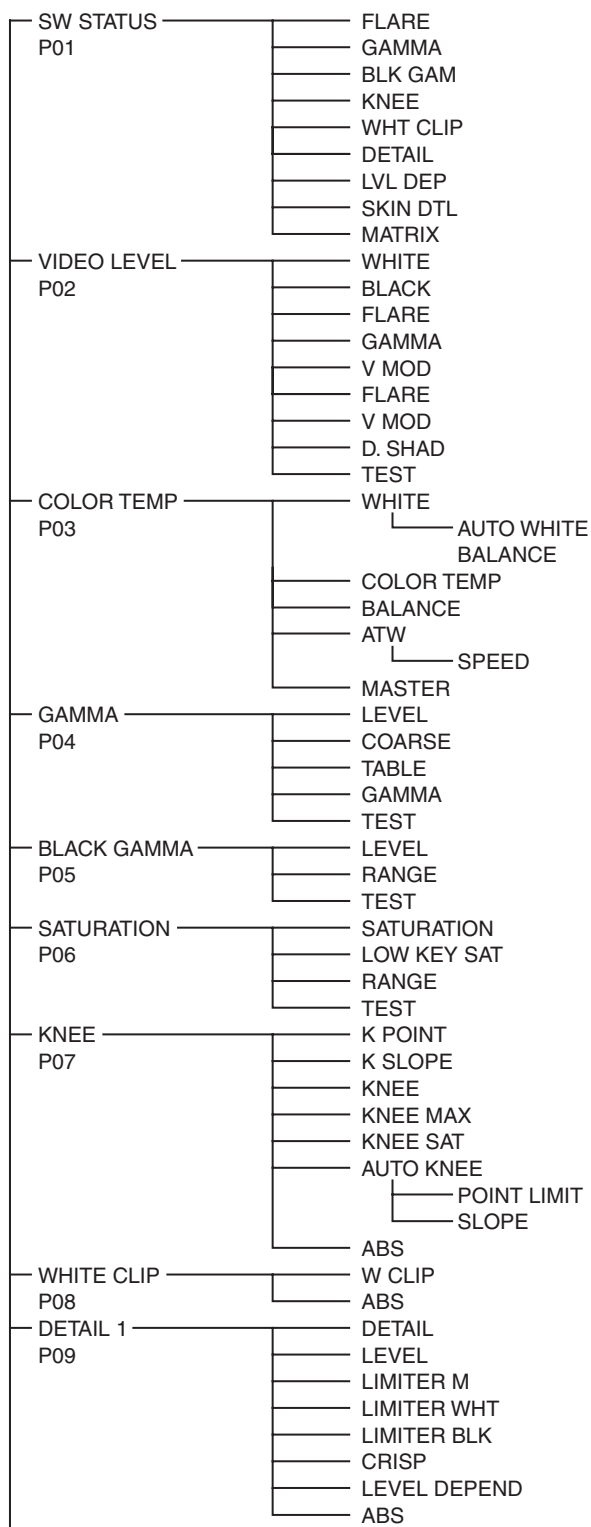 SW STATUS FLARE
P01 GAMMA
BLK GAM
KNEE
WHT CLIP
DETAIL
LVL DEP
SKIN DTL
MATRIX
VIDEO LEVEL WHITE
P02 BLACK
FLARE
GAMMA
V MOD
FLARE
V MOD
D. SHAD
TEST
COLOR TEMP WHITE
P03 AUTO WHITE
BALANCE
COLOR TEMP
BALANCE
ATW
SPEED
MASTER
GAMMA LEVEL
P04 COARSE
TABLE
GAMMA
TEST
BLACK GAMMA LEVEL
P05 RANGE
TEST
SATURATION SATURATION
P06 LOW KEY SAT
RANGE
TEST
KNEE K POINT
P07 K SLOPE
KNEE
KNEE MAX
KNEE SAT
AUTO KNEE
POINT LIMIT
SLOPE
ABS
WHITE CLIP W CLIP
P08 ABS
DETAIL 1 DETAIL
P09 LEVEL
LIMITER M
LIMITER WHT
LIMITER BLK
CRISP
LEVEL DEPEND
ABS